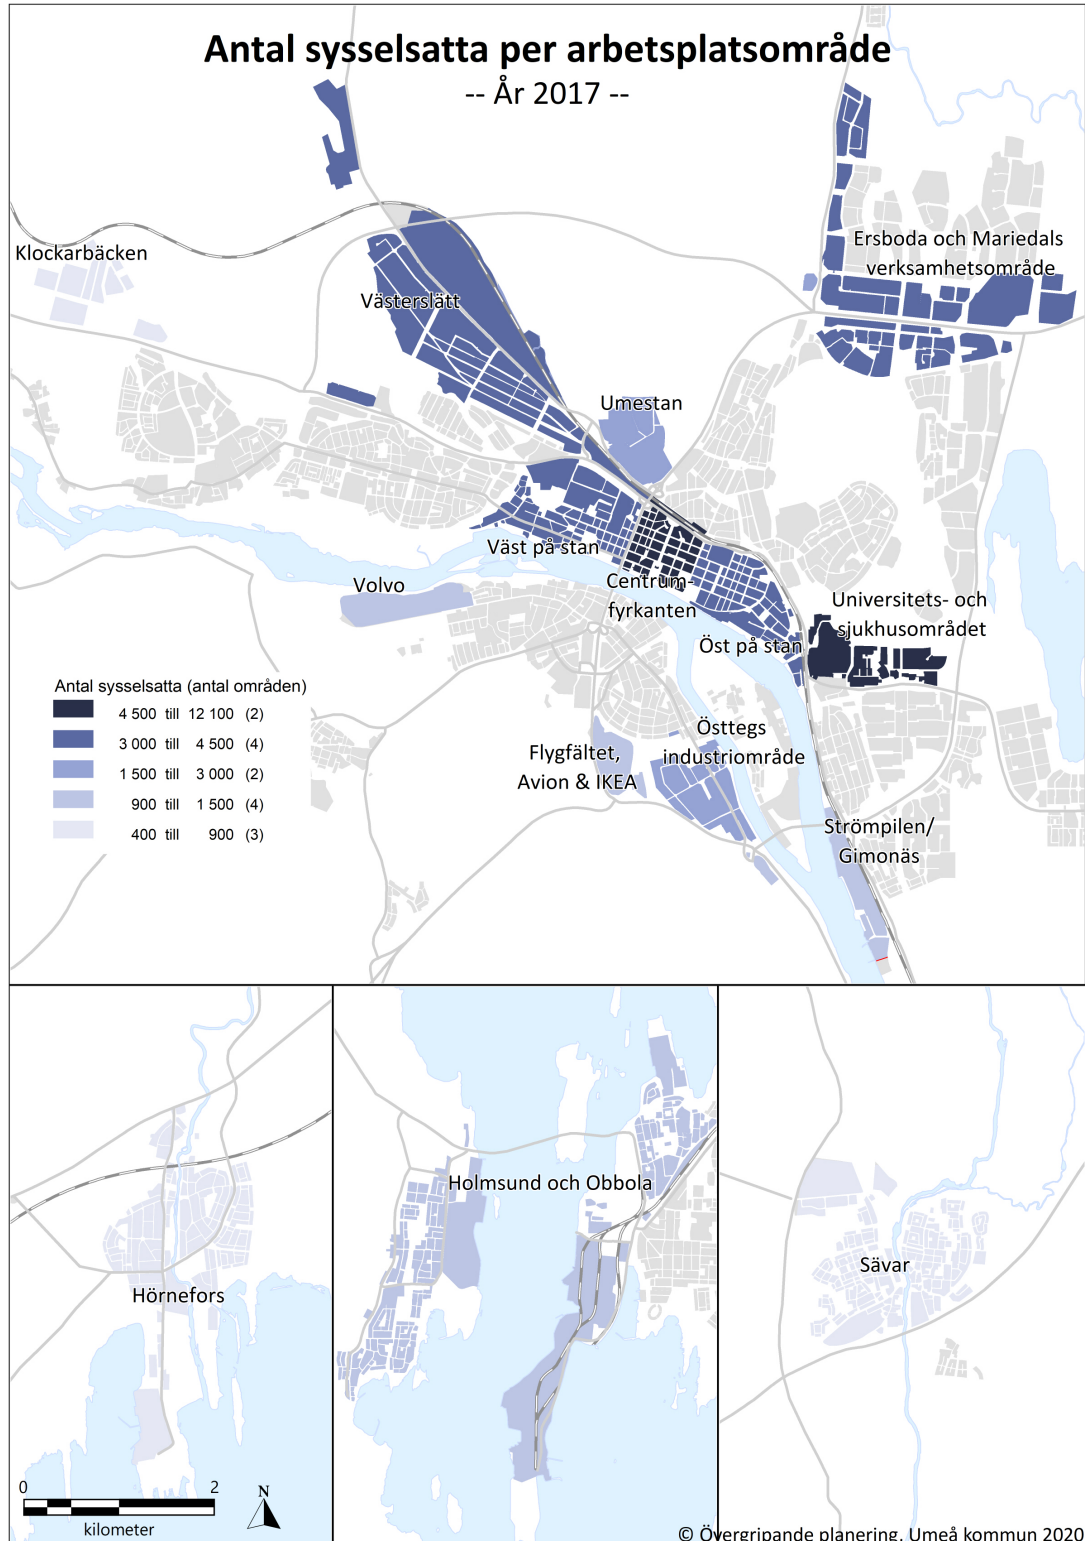 Antal sysselsatta per arbetsplatsområde
-- År 2017 --
Klockarbäcken
Västerslätt
Ersboda och Mariedals
verksamhetsområde
Umestan
Väst på stan
Volvo
Centrum-
fyrkanten
Universitets- och
sjukhusområdet
Öst på stan
Antal sysselsatta (antal områden)
4 500 till 12 100 (2)
3 000 till 4 500 (4)
1 500 till 3 000 (2)
900 till 1 500 (4)
400 till 900 (3)
Östtegs
industriområde
Flygfältet,
Avion & IKEA
Strömpilen/
Gimonäs
Hörnefors
Holmsund och Obbola
Sävar
0 2
kilometer
N
© Övergripande planering, Umeå kommun 2020